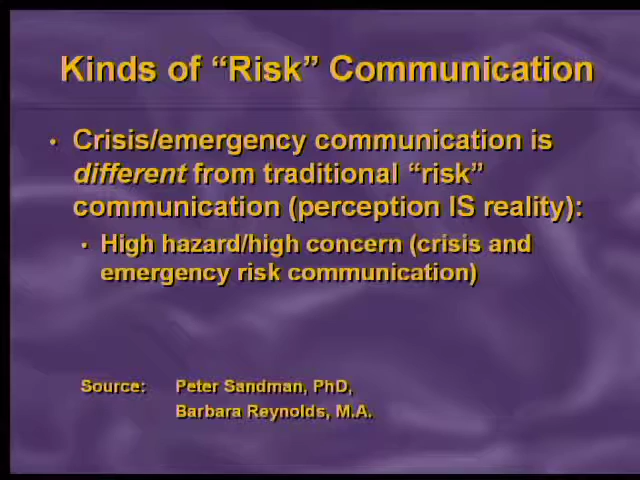 Kinds of “Risk” Communication
• Crisis/emergency communication is
different from traditional “risk”
communication (perception IS reality):
• High hazard/high concern (crisis and
emergency risk communication)
Source: Peter Sandman, PhD,
Barbara Reynolds, M.A.